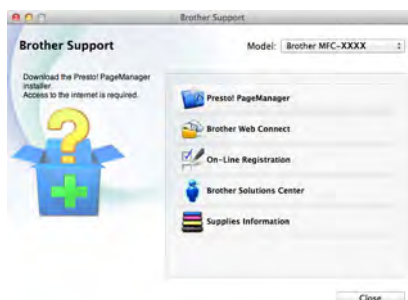 Brother Support
Brother Support
Model: Brother MFC-XXXX
Download the Presto! PageManager
installer.
Access to the internet is required.
Presto! PageManager
Brother Web Connect
On-Line Registration
Brother Solutions Center
Supplies Information
Close